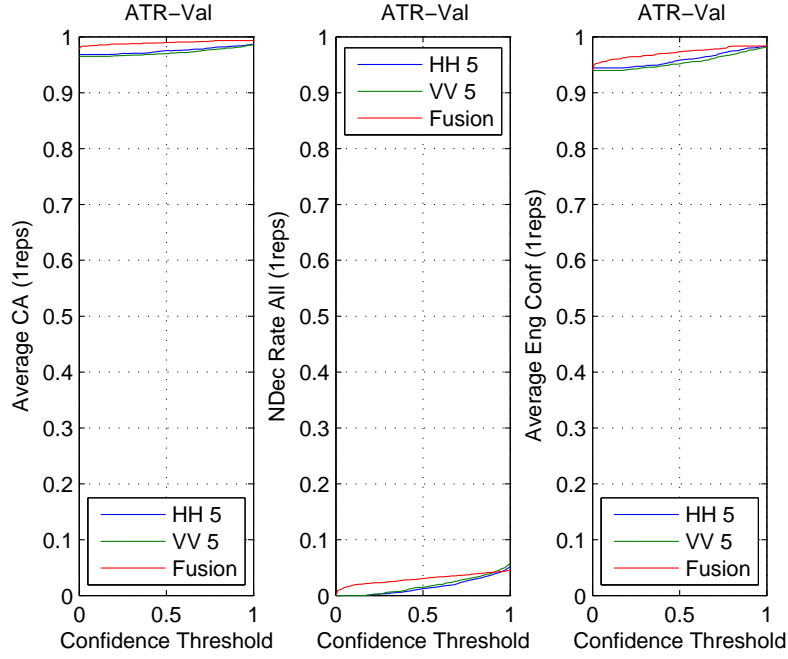 ATR−Val
Average CA (1reps)
1
0.9
0.8
0.7
0.6
0.5
0.4
0.3
0.2
0.1
0
HH 5
VV 5
Fusion
0 0.5 1
Confidence Threshold
ATR−Val
NDec Rate All (1reps)
1
0.9
0.8
0.7
0.6
0.5
0.4
0.3
0.2
0.1
0
HH 5
VV 5
Fusion
0 0.5 1
Confidence Threshold
ATR−Val
Average Eng Conf (1reps)
1
0.9
0.8
0.7
0.6
0.5
0.4
0.3
0.2
0.1
0
HH 5
VV 5
Fusion
0 0.5 1
Confidence Threshold